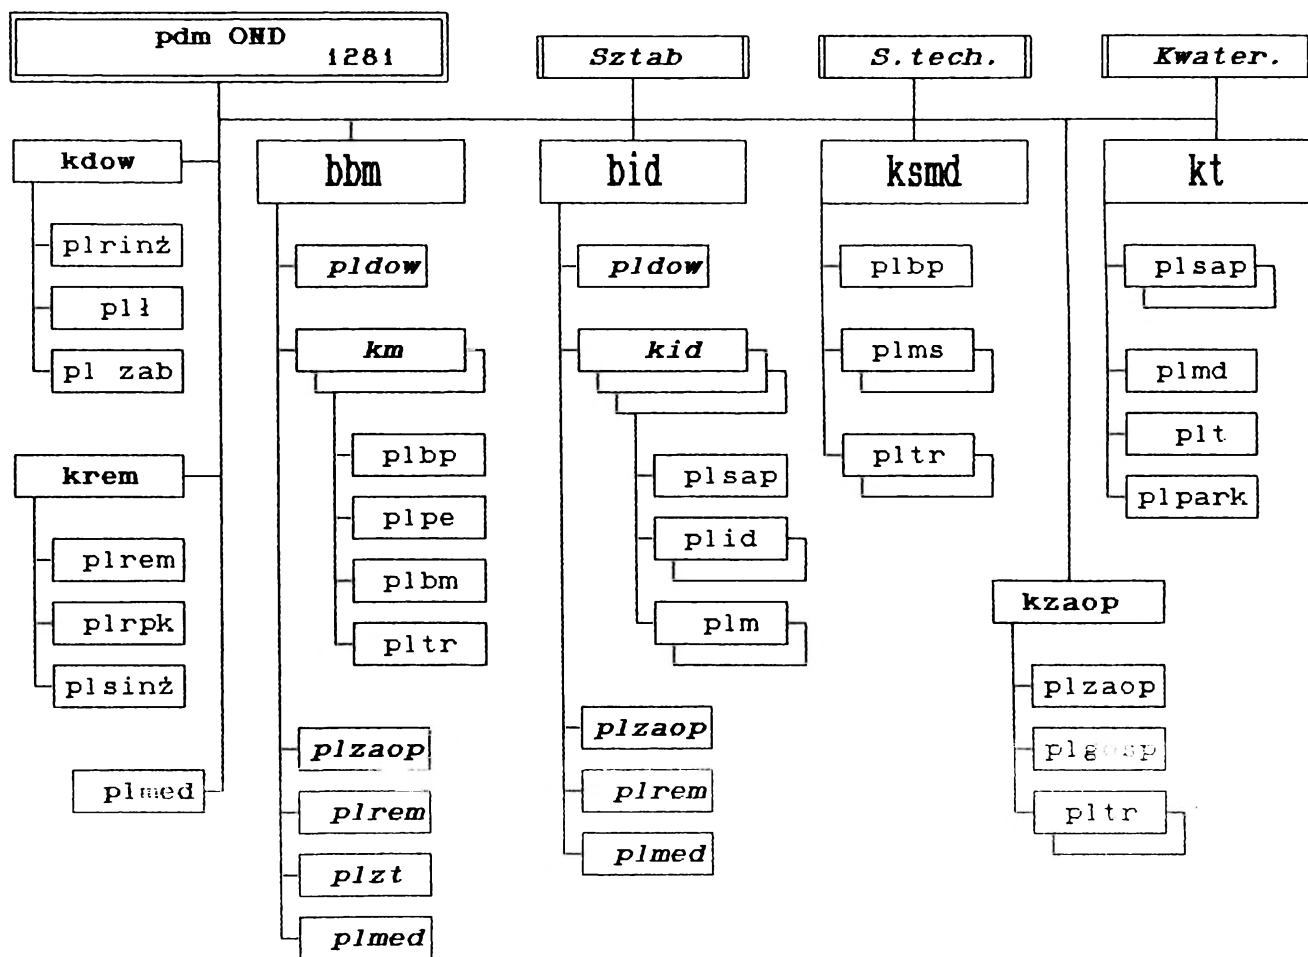 pdm OND
1281
Sztab
S.tech.
Kwater.
kdow
plrinż
plł
pl zab
krem
plrem
plrpk
plsinż
plmed
bbm
pldow
km
plbp
plpe
plbm
pltr
plzaop
plrem
plzt
plmed
bid
pldow
kid
plsap
plid
plm
plzaop
plrem
plmed
ksmd
plbp
plms
pltr
kt
plsap
plmd
plt
plpark
kzaop
plzaop
plgosp
pltr